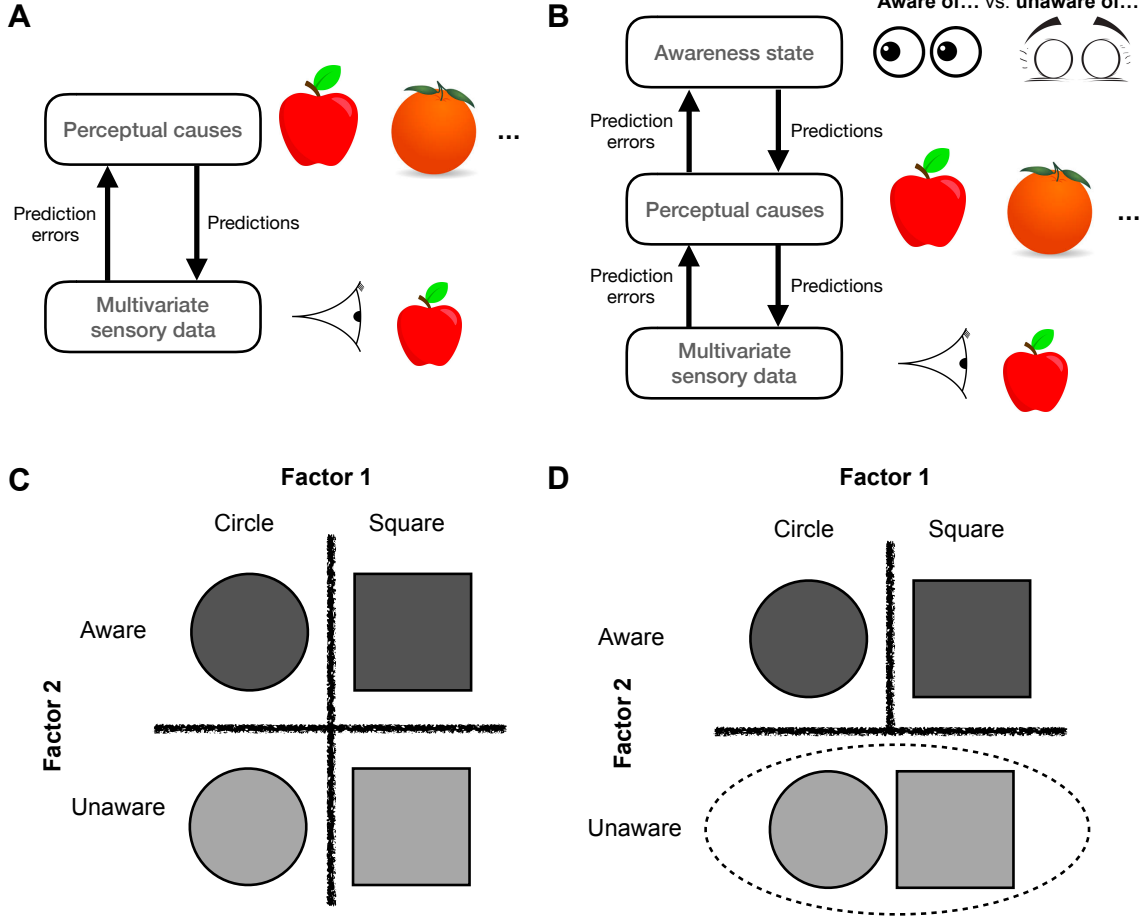 A
Perceptual causes
...
Prediction
errors
Predictions
Multivariate
sensory data
B
Aware of… vs. unaware of…
Awareness state
Prediction
errors
Predictions
Perceptual causes
...
Prediction
errors
Predictions
Multivariate
sensory data
C
Factor 1
Circle
Square
Aware
Factor 2
Unaware
D
Factor 1
Circle
Square
Aware
Factor 2
Unaware